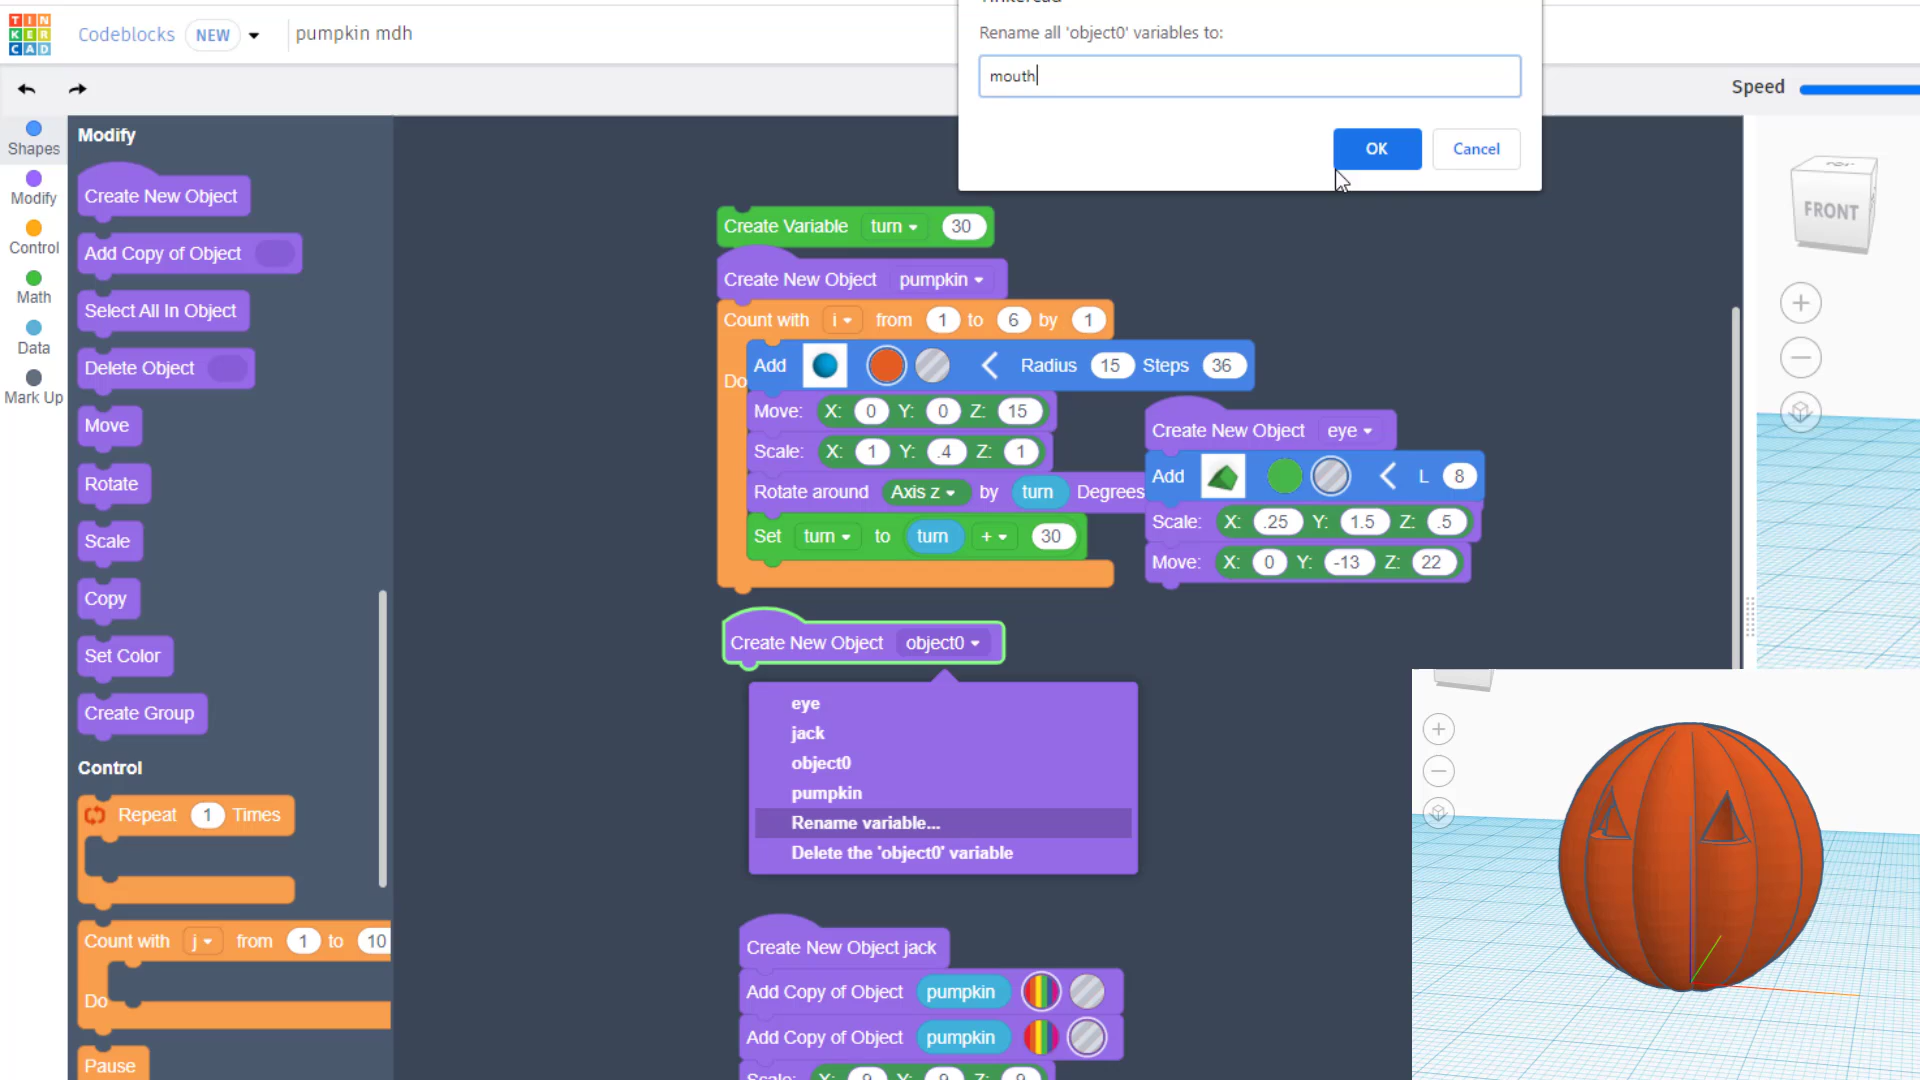 TIN
KER
CAD
Codeblocks
NEW
pumpkin mdh
Rename all 'object0' variables to:
mouth
OK
Cancel
Speed
Shapes
Modify
Control
Math
Data
Mark Up
Modify
Create New Object
Add Copy of Object
Select All In Object
Delete Object
Move
Rotate
Scale
Copy
Set Color
Create Group
Control
Repeat 1 Times
Count with j from 1 to 10
Do
Pause
Create Variable turn 30
Create New Object pumpkin
Count with i from 1 to 6 by 1
Do
Add Radius 15 Steps 36
Move: X: 0 Y: 0 Z: 15
Scale: X: 1 Y: .4 Z: 1
Rotate around Axis z by turn Degrees
Set turn to turn + 30
Create New Object eye
Add L 8
Scale: X: .25 Y: 1.5 Z: .5
Move: X: 0 Y: -13 Z: 22
Create New Object object0
eye
jack
object0
pumpkin
Rename variable...
Delete the 'object0' variable
Create New Object jack
Add Copy of Object pumpkin
Add Copy of Object pumpkin
Scale: X: .9 Y: .9 Z: .9
TOP
FRONT